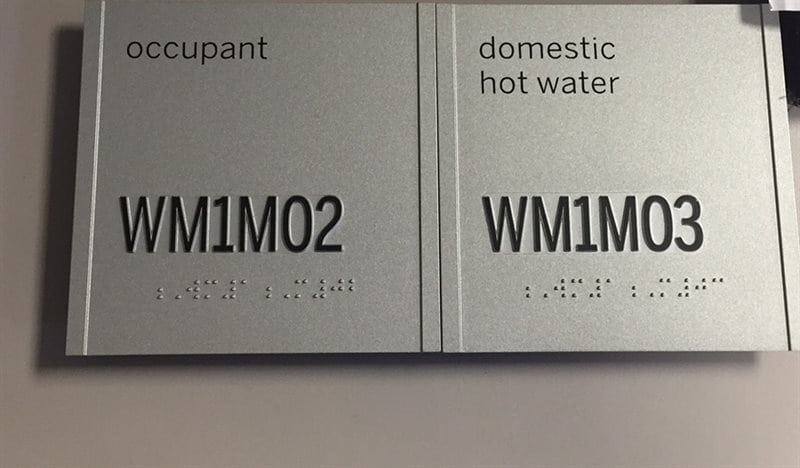 occupant
WM1M02
domestic
hot water
WM1M03